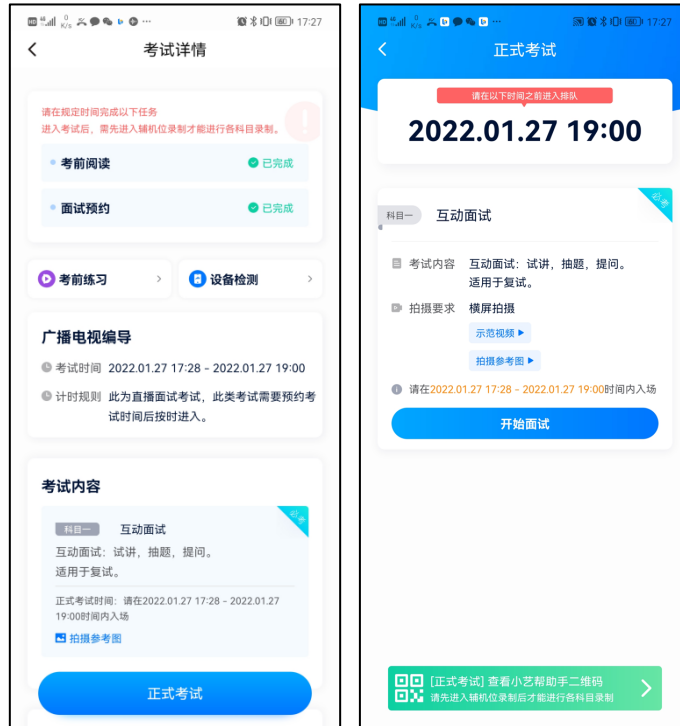 HD 4G 0 K/s 17:27
考试详情
请在规定时间完成以下任务
进入考试后，需先进入辅机位录制才能进行各科目录制。
考前阅读 已完成
面试预约 已完成
考前练习 设备检测
广播电视编导
考试时间 2022.01.27 17:28 - 2022.01.27 19:00
计时规则 此为直播面试考试，此类考试需要预约考
试时间后按时进入。
考试内容
必考
科目一 互动面试
互动面试：试讲，抽题，提问。
适用于复试。
正式考试时间：请在2022.01.27 17:28 - 2022.01.27
19:00时间内入场
拍摄参考图
正式考试
HD 0 K/s 17:27
正式考试
请在以下时间之前进入排队
2022.01.27 19:00
必考
科目一 互动面试
考试内容 互动面试：试讲，抽题，提问。
适用于复试。
拍摄要求 横屏拍摄
示范视频
拍摄参考图
请在2022.01.27 17:28 - 2022.01.27 19:00时间内入场
开始面试
[正式考试] 查看小艺帮助手二维码
请先进入辅机位录制后才能进行各科目录制